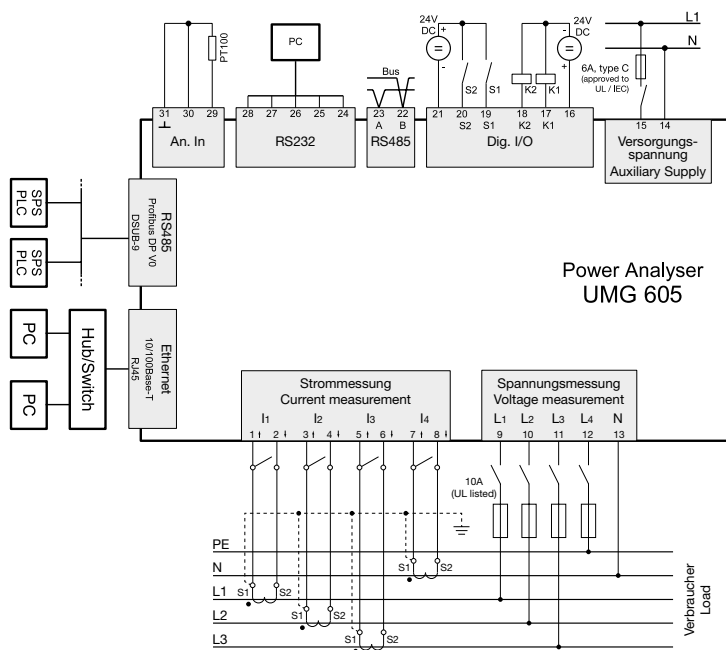 24V DC
+
-
24V DC
-
+
L1
N
PT100
PC
Bus
S2
S1
K2
K1
6A, type C
(approved to
UL / IEC)
31 30 29
28 27 26 25 24
23 22
A B
21 20 19 18 17 16
S2 S1 K2 K1
15 14
An. In
RS232
RS485
Dig. I/O
Versorgungs-
spannung
Auxiliary Supply
SPS
PLC
SPS
PLC
RS485
Profibus DP V0
DSUB-9
PC
PC
Hub/Switch
Ethernet
10/100Base-T
RJ45
Power Analyser
UMG 605
Strommessung
Current measurement
I1 I2 I3 I4
1 2 3 4 5 6 7 8
Spannungsmessung
Voltage measurement
L1 L2 L3 L4 N
9 10 11 12 13
10A
(UL listed)
PE
N
S1 S2
L1
S1 S2
L2
S1 S2
L3
S1 S2
Verbraucher
Load